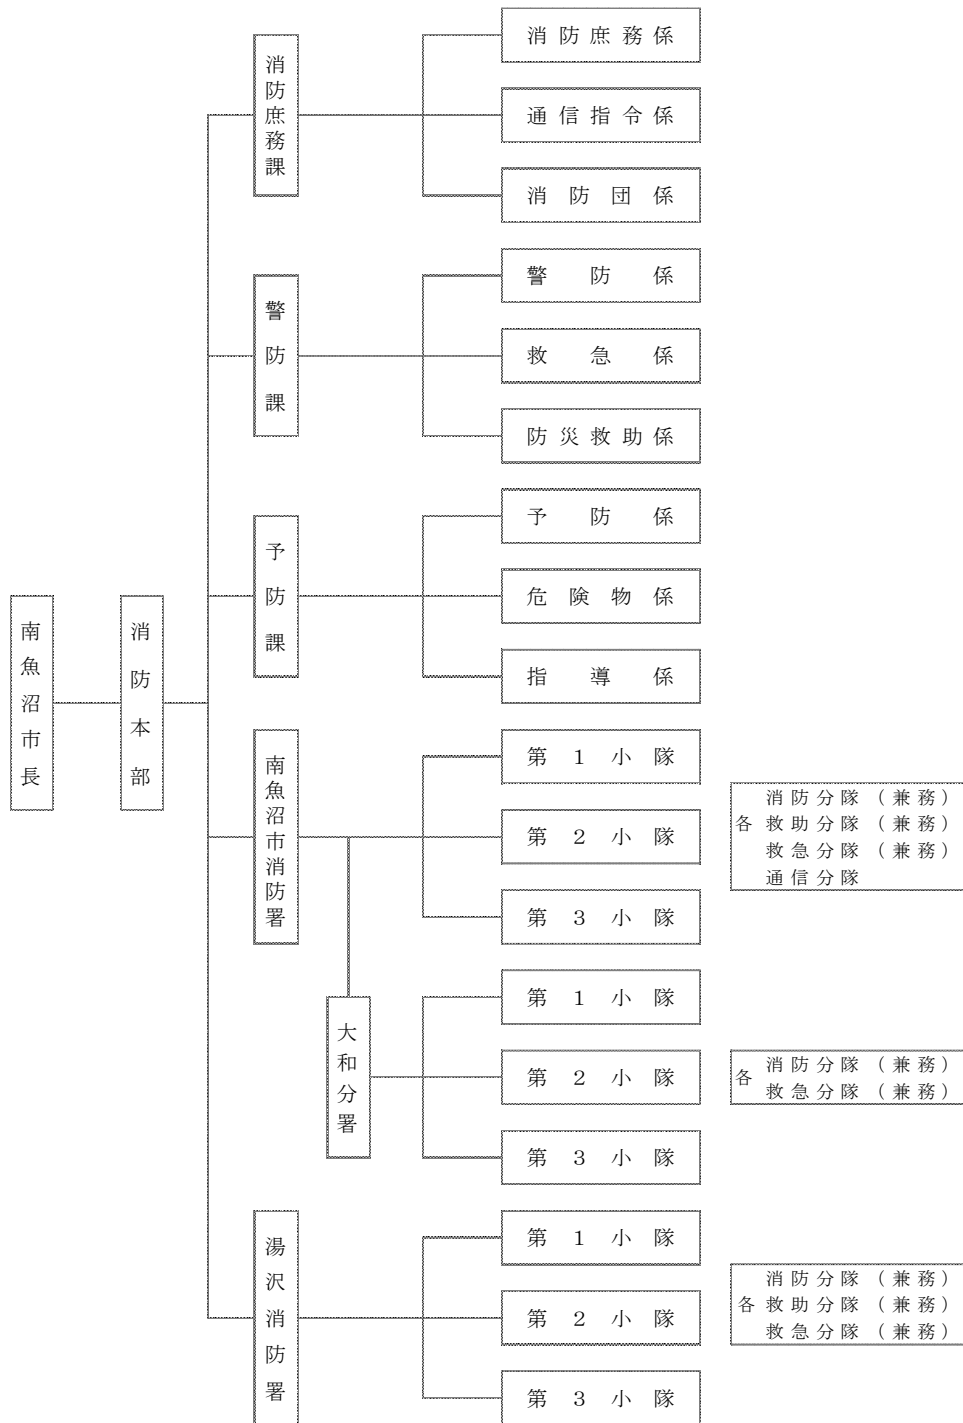 南魚沼市長
消防本部
消防庶務課
消防庶務係
通信指令係
消防団係
警防課
警防係
救急係
防災救助係
予防課
予防係
危険物係
指導係
南魚沼市消防署
第1小隊
第2小隊
第3小隊
消防分隊（兼務）
各 救助分隊（兼務）
救急分隊（兼務）
通信分隊
大和分署
第1小隊
第2小隊
第3小隊
各
消防分隊（兼務）
救急分隊（兼務）
湯沢消防署
第1小隊
第2小隊
第3小隊
消防分隊（兼務）
各 救助分隊（兼務）
救急分隊（兼務）